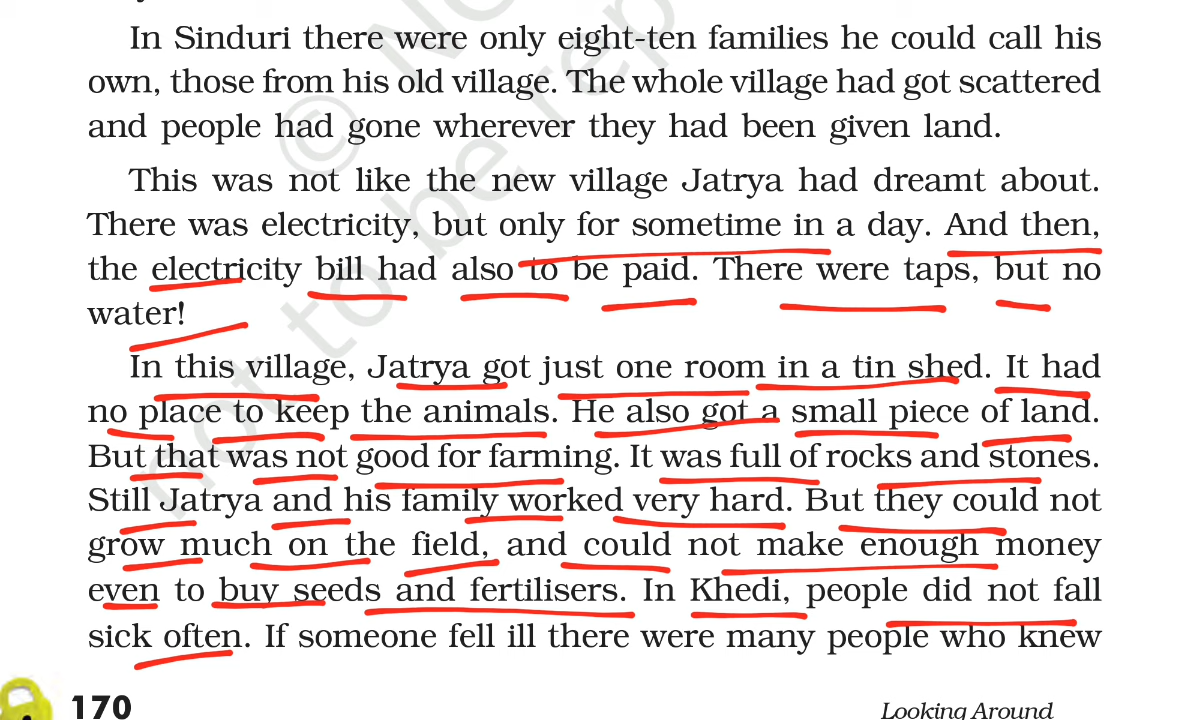 In Sinduri there were only eight-ten families he could call his
own, those from his old village. The whole village had got scattered
and people had gone wherever they had been given land.
This was not like the new village Jatrya had dreamt about.
There was electricity, but only for sometime in a day. And then,
the electricity bill had also to be paid. There were taps, but no
water!
In this village, Jatrya got just one room in a tin shed. It had
no place to keep the animals. He also got a small piece of land.
But that was not good for farming. It was full of rocks and stones.
Still Jatrya and his family worked very hard. But they could not
grow much on the field, and could not make enough money
even to buy seeds and fertilisers. In Khedi, people did not fall
sick often. If someone fell ill there were many people who knew
170
Looking Around